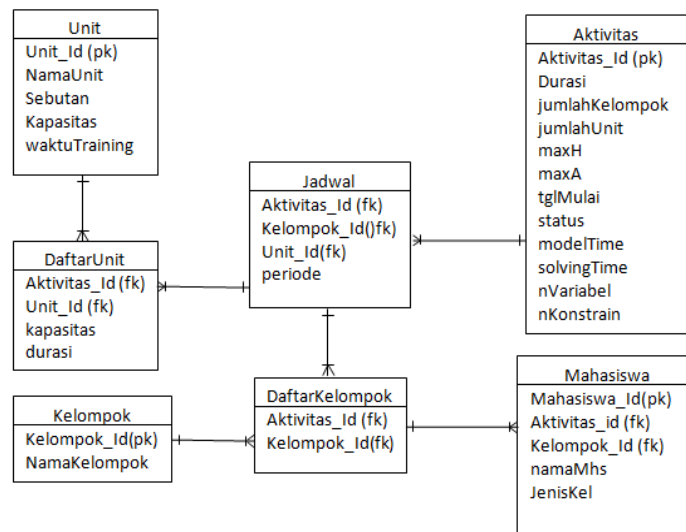 Unit
Unit_Id (pk)
NamaUnit
Sebutan
Kapasitas
waktuTraining
Aktivitas
Aktivitas_Id (pk)
Durasi
jumlahKelompok
jumlahUnit
maxH
maxA
tglMulai
status
modelTime
solvingTime
nVariabel
nKonstrain
Jadwal
Aktivitas_Id (fk)
Kelompok_Id()fk)
Unit_Id(fk)
periode
DaftarUnit
Aktivitas_Id (fk)
Unit_Id (fk)
kapasitas
durasi
DaftarKelompok
Aktivitas_Id (fk)
Kelompok_Id(fk)
Kelompok
Kelompok_Id(pk)
NamaKelompok
Mahasiswa
Mahasiswa_Id(pk)
Aktivitas_id (fk)
Kelompok_Id (fk)
namaMhs
JenisKel